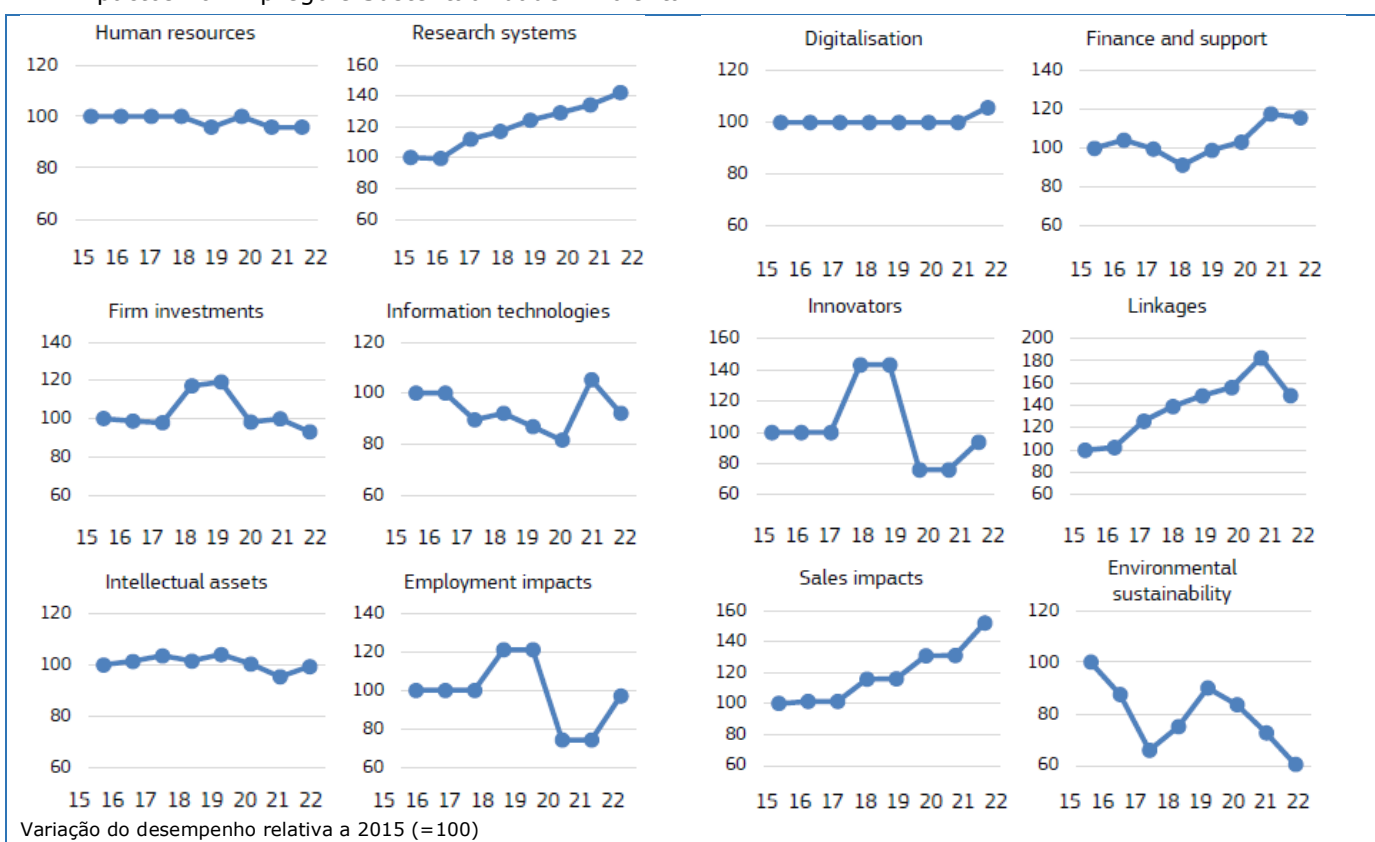 Human resources
120
100
80
60
15 16 17 18 19 20 21 22
Research systems
160
140
120
100
80
60
15 16 17 18 19 20 21 22
Digitalisation
120
100
80
60
15 16 17 18 19 20 21 22
Finance and support
140
120
100
80
60
15 16 17 18 19 20 21 22
Firm investments
140
120
100
80
60
15 16 17 18 19 20 21 22
Information technologies
120
100
80
60
15 16 17 18 19 20 21 22
Innovators
160
140
120
100
80
60
15 16 17 18 19 20 21 22
Linkages
200
180
160
140
120
100
80
60
15 16 17 18 19 20 21 22
Intellectual assets
120
100
80
60
15 16 17 18 19 20 21 22
Employment impacts
140
120
100
80
60
15 16 17 18 19 20 21 22
Sales impacts
160
140
120
100
80
60
15 16 17 18 19 20 21 22
Environmental
sustainability
120
100
80
60
15 16 17 18 19 20 21 22
Variação do desempenho relativa a 2015 (=100)